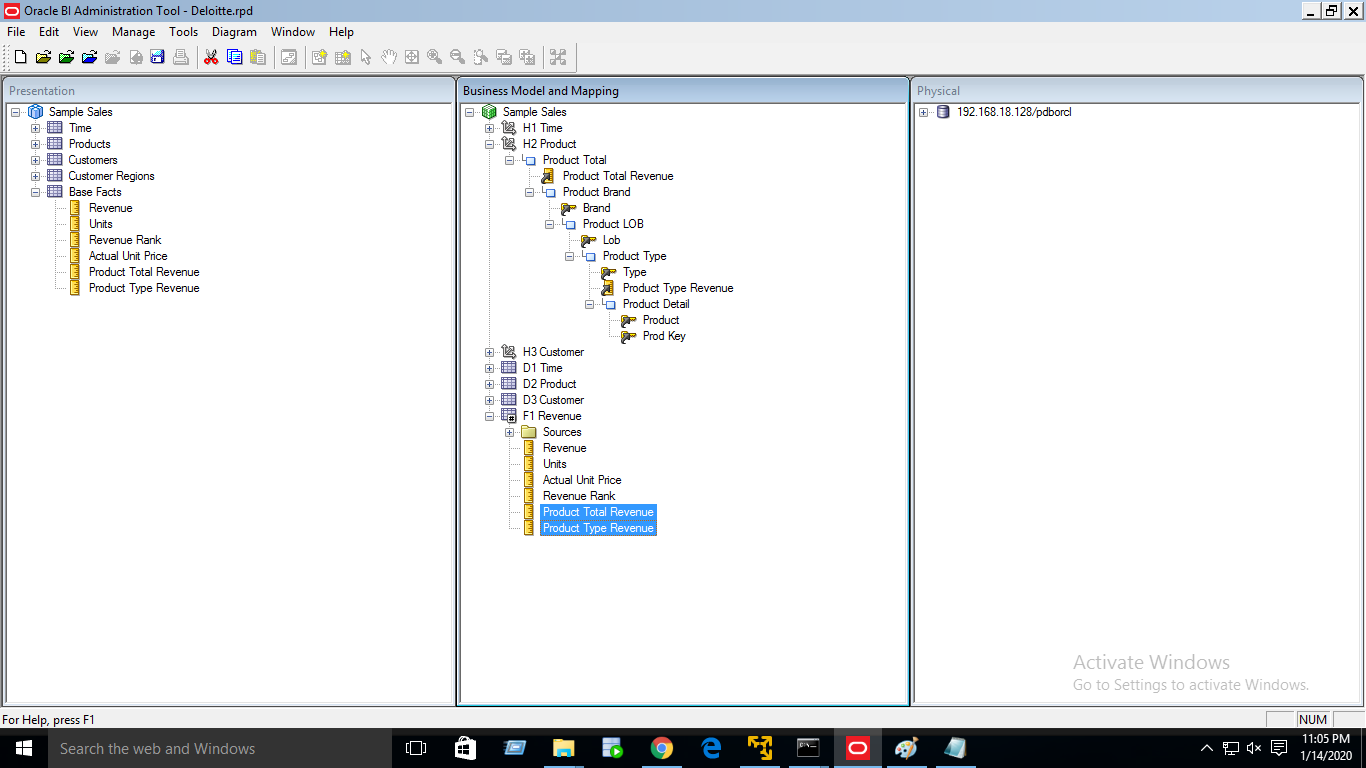 Oracle BI Administration Tool - Deloitte.rpd
File Edit View Manage Tools Diagram Window Help
Presentation
Sample Sales
Time
Products
Customers
Customer Regions
Base Facts
Revenue
Units
Revenue Rank
Actual Unit Price
Product Total Revenue
Product Type Revenue
Business Model and Mapping
Sample Sales
H1 Time
H2 Product
Product Total
Product Total Revenue
Product Brand
Brand
Product LOB
Lob
Product Type
Type
Product Type Revenue
Product Detail
Product
Prod Key
H3 Customer
D1 Time
D2 Product
D3 Customer
F1 Revenue
Sources
Revenue
Units
Actual Unit Price
Revenue Rank
Product Total Revenue
Product Type Revenue
Physical
192.168.18.128/pdborcl
Activate Windows
Go to Settings to activate Windows.
For Help, press F1
NUM
Search the web and Windows
11:05 PM
1/14/2020